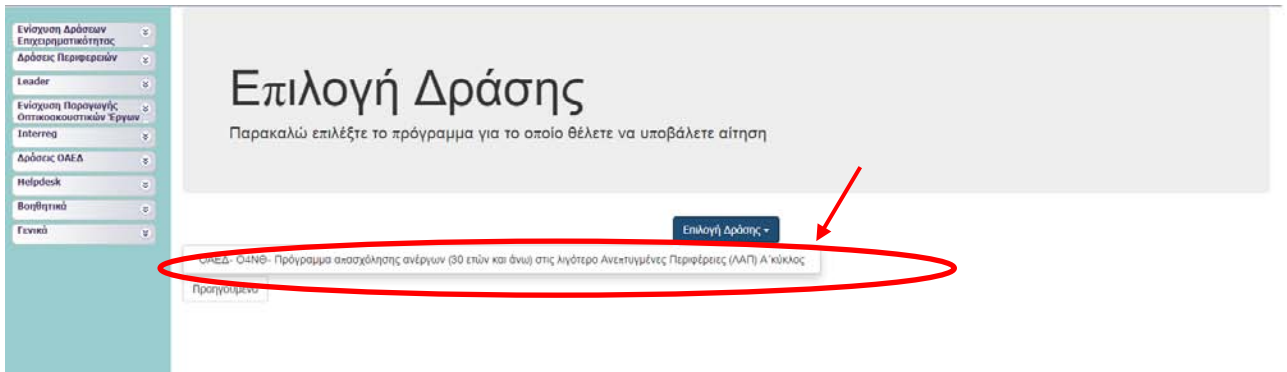 Ενίσχυση Δράσεων
Επιχειρηματικότητας
Δράσεις Περιφερειών
Leader
Ενίσχυση Παραγωγής
Οπτικοακουστικών Έργων
Interreg
Δράσεις ΟΑΕΔ
Helpdesk
Βοηθητικά
Γενικά
Επιλογή Δράσης
Παρακαλώ επιλέξτε το πρόγραμμα για το οποίο θέλετε να υποβάλετε αίτηση
Επιλογή Δράσης
ΟΑΕΔ- Ο4ΝΘ- Πρόγραμμα απασχόλησης ανέργων (30 ετών και άνω) στις λιγότερο Ανεπτυγμένες Περιφέρειες (ΛΑΠ) Α΄κύκλος
Προηγούμενο